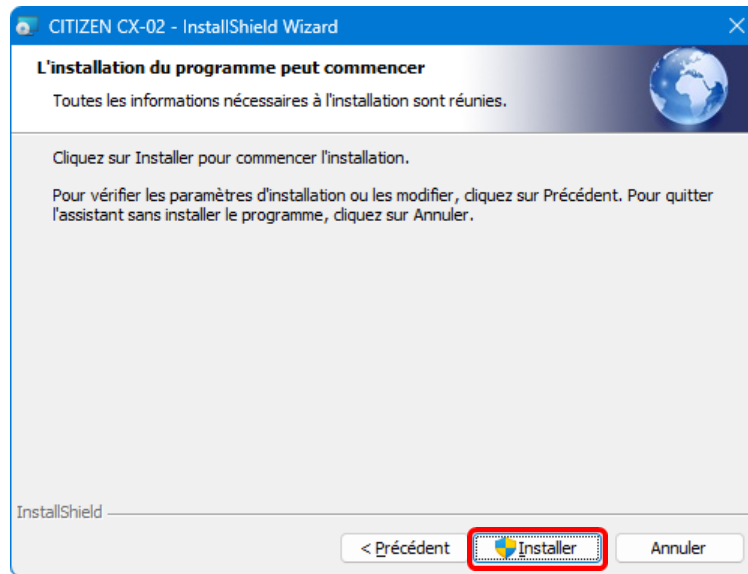 CITIZEN CX-02 - InstallShield Wizard
L'installation du programme peut commencer
Toutes les informations nécessaires à l'installation sont réunies.
Cliquez sur Installer pour commencer l'installation.
Pour vérifier les paramètres d'installation ou les modifier, cliquez sur Précédent. Pour quitter
l'assistant sans installer le programme, cliquez sur Annuler.
InstallShield
< Précédent Installer Annuler